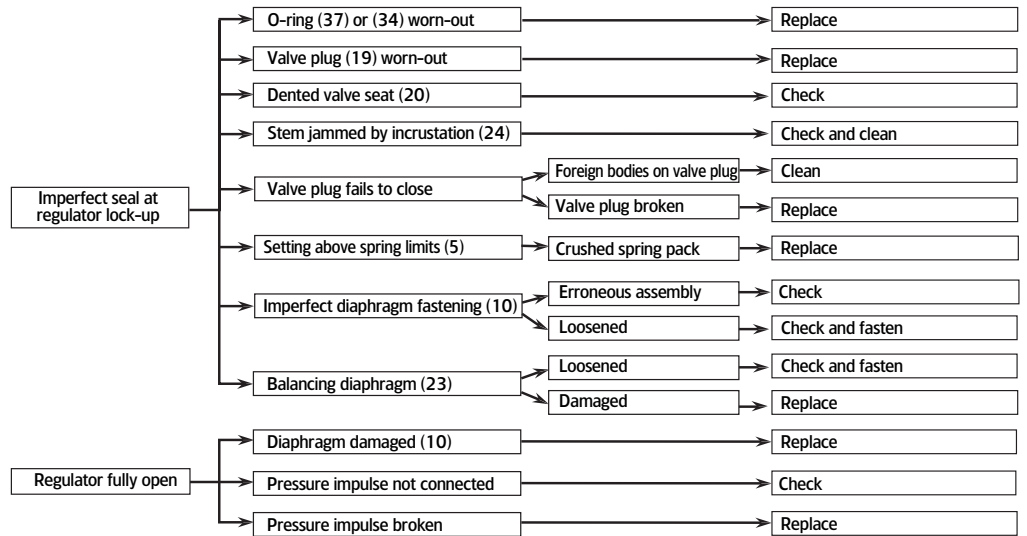 O-ring (37) or (34) worn-out
Replace
Valve plug (19) worn-out
Replace
Dented valve seat (20)
Check
Stem jammed by incrustation (24)
Check and clean
Imperfect seal at
regulator lock-up
Valve plug fails to close
Foreign bodies on valve plug
Clean
Valve plug broken
Replace
Setting above spring limits (5)
Crushed spring pack
Replace
Imperfect diaphragm fastening (10)
Erroneous assembly
Check
Loosened
Check and fasten
Balancing diaphragm (23)
Loosened
Check and fasten
Damaged
Replace
Regulator fully open
Diaphragm damaged (10)
Replace
Pressure impulse not connected
Check
Pressure impulse broken
Replace